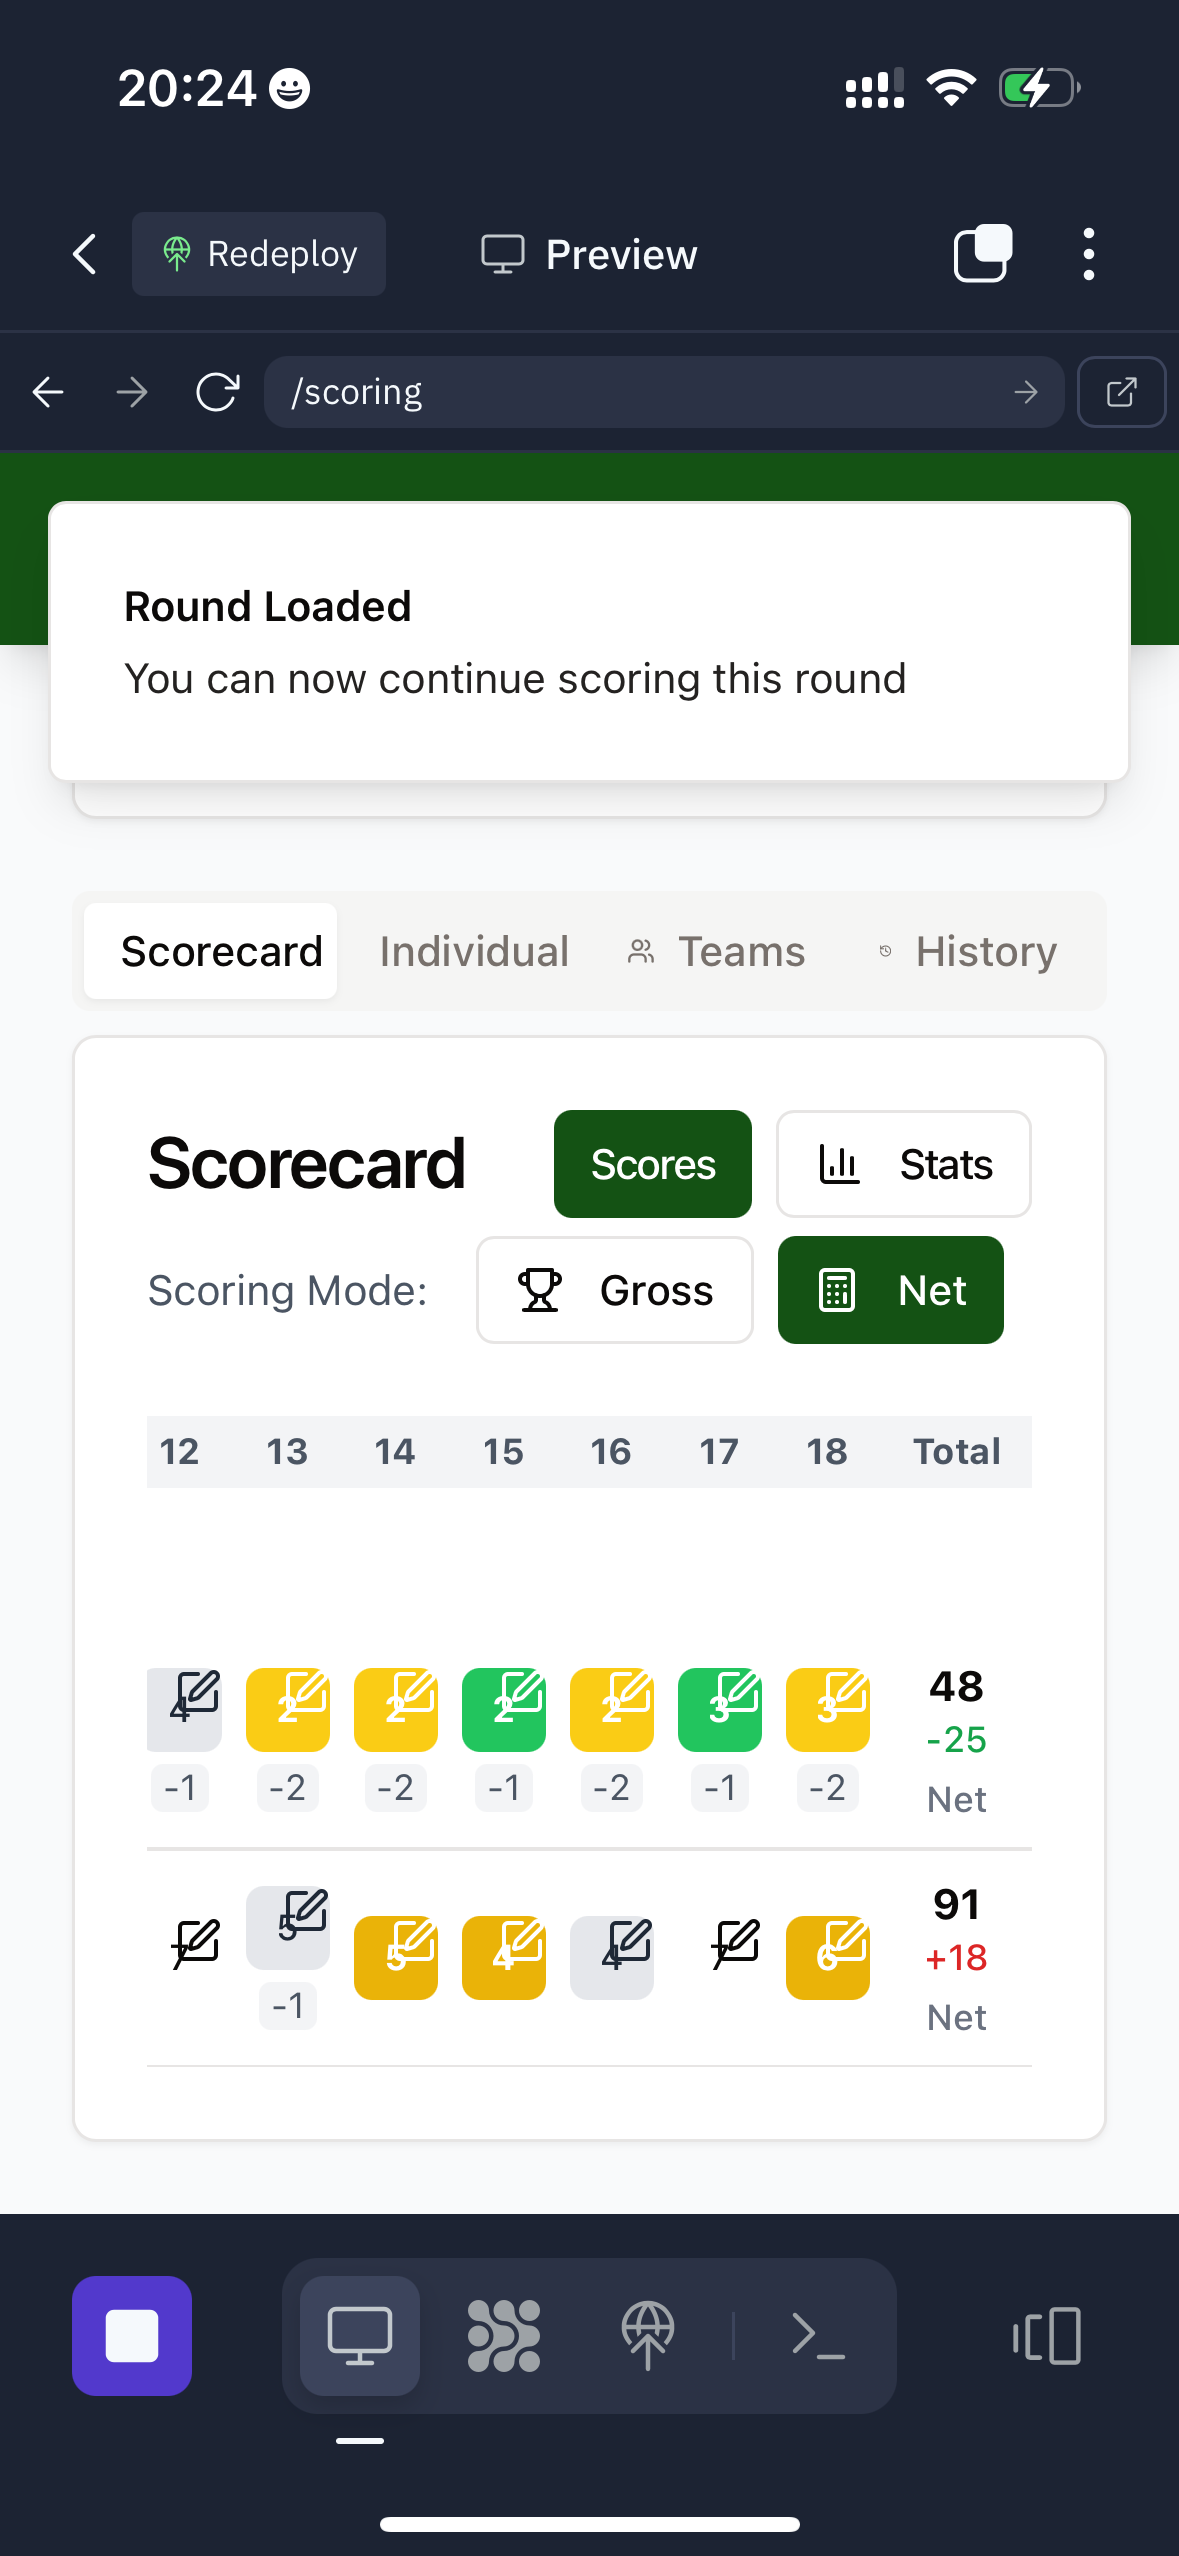 20:24
Redeploy
Preview
/scoring
Round Loaded
You can now continue scoring this round
Scorecard Individual Teams History
Scorecard Scores Stats
Scoring Mode: Gross Net
12 13 14 15 16 17 18 Total
4 2 2 2 2 3 3 48
-25
-1 -2 -2 -1 -2 -1 -2 Net
7 5 5 4 4 7 6 91
+18
-1 Net